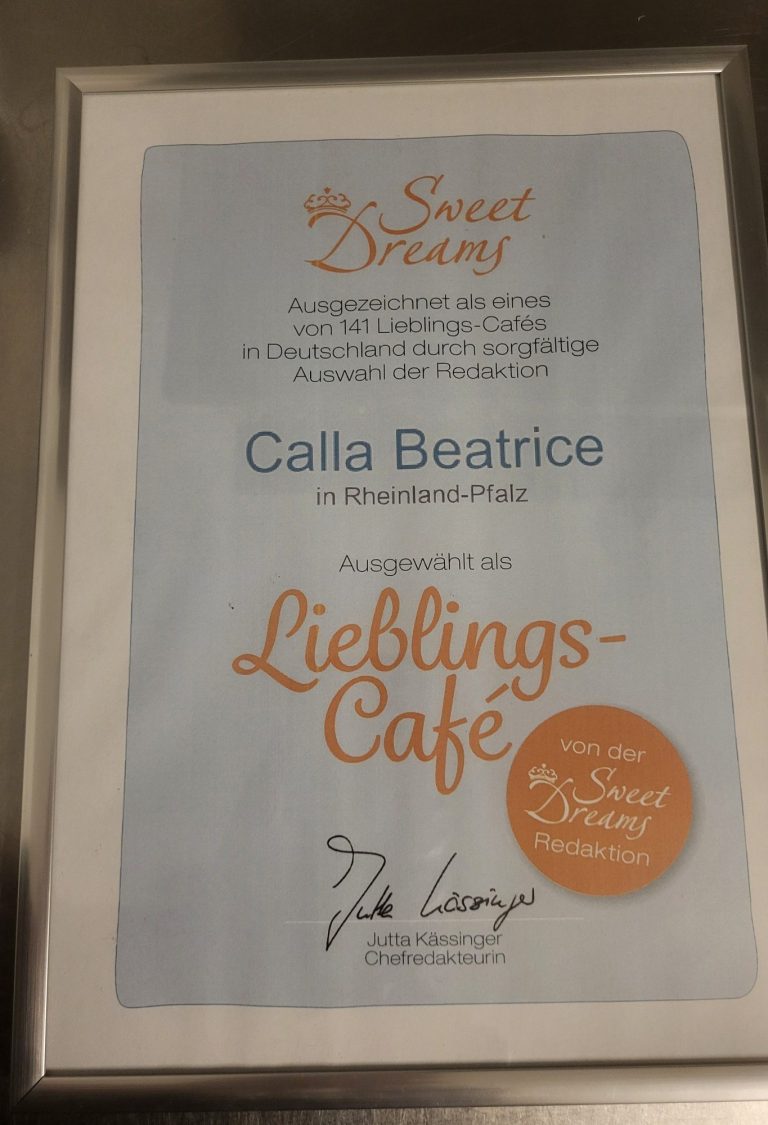 Sweet
Dreams
Ausgezeichnet als eines
von 141 Lieblings-Cafés
in Deutschland durch sorgfältige
Auswahl der Redaktion
Calla Beatrice
in Rheinland-Pfalz
Ausgewählt als
Lieblings-
Café
von der
Sweet
Dreams
Redaktion
Jutta Kässinger
Jutta Kässinger
Chefredakteurin